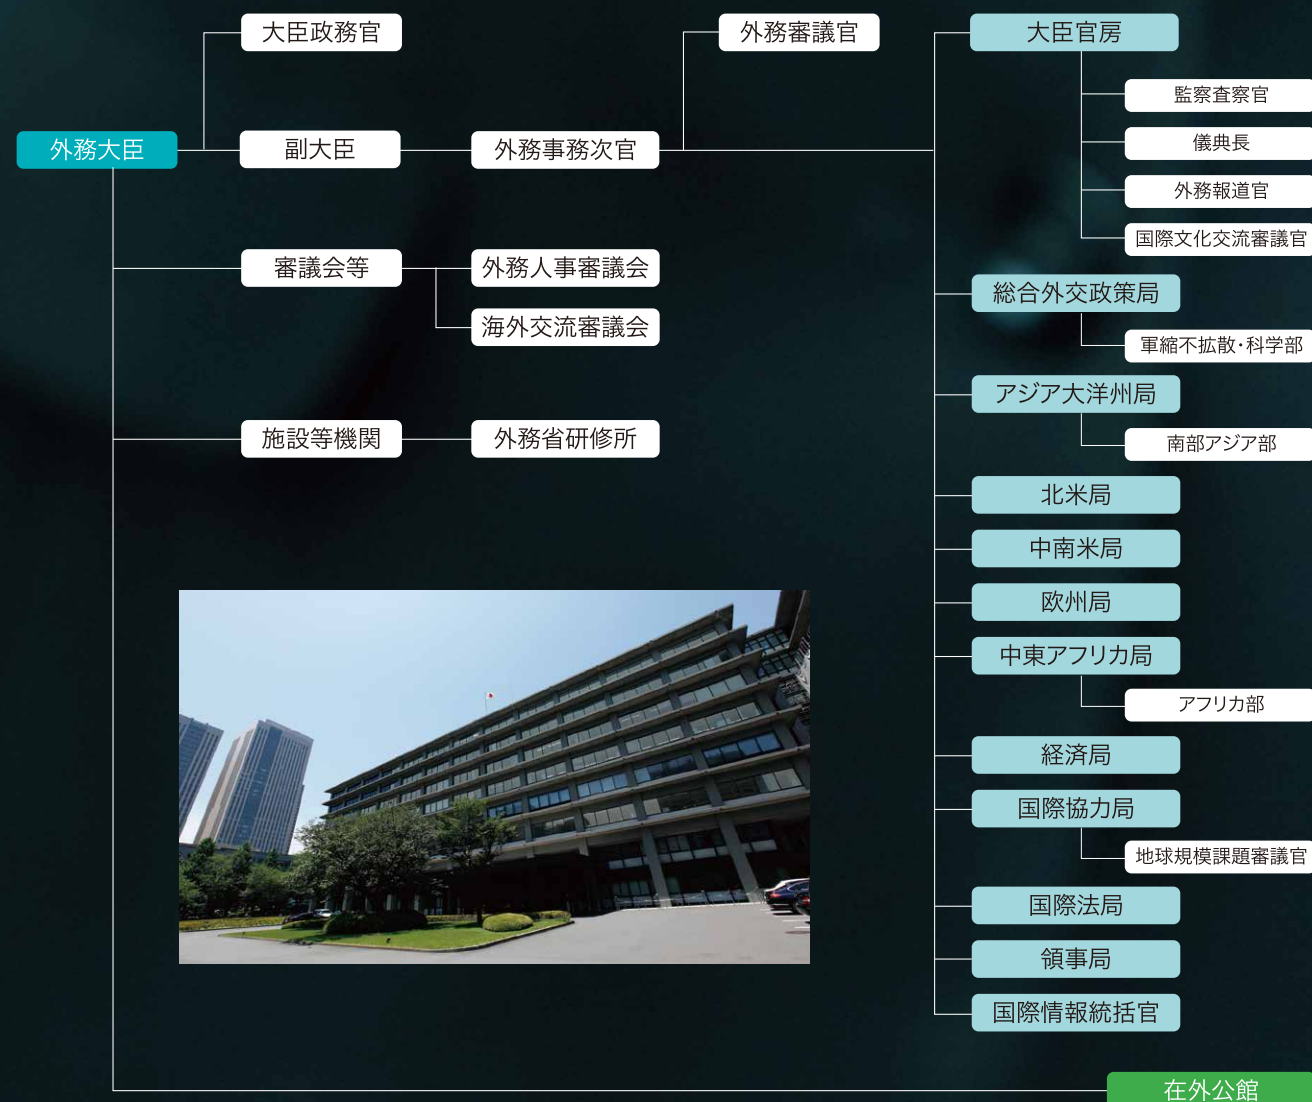 外務大臣
大臣政務官
副大臣
外務事務次官
外務審議官
審議会等
外務人事審議会
海外交流審議会
施設等機関
外務省研修所
大臣官房
監察査察官
儀典長
外務報道官
国際文化交流審議官
総合外交政策局
軍縮不拡散・科学部
アジア大洋州局
南部アジア部
北米局
中南米局
欧州局
中東アフリカ局
アフリカ部
経済局
国際協力局
地球規模課題審議官
国際法局
領事局
国際情報統括官
在外公館